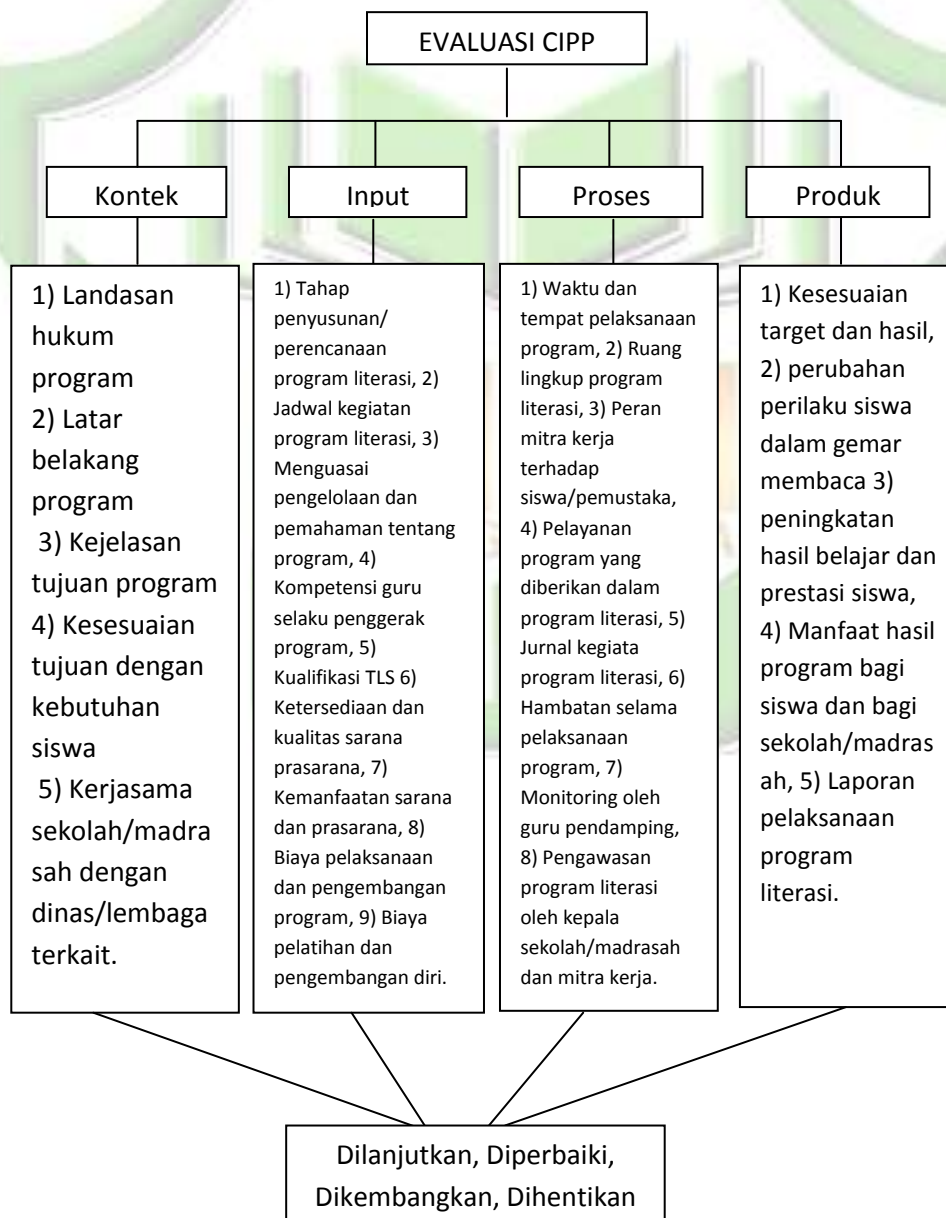 EVALUASI CIPP
Kontek
Input
Proses
Produk
1) Landasan
hukum
program
2) Latar
belakang
program
3) Kejelasan
tujuan program
4) Kesesuaian
tujuan dengan
kebutuhan
siswa
5) Kerjasama
sekolah/madra
sah dengan
dinas/lembaga
terkait.
1) Tahap
penyusunan/
perencanaan
program literasi, 2)
Jadwal kegiatan
program literasi, 3)
Menguasai
pengelolaan dan
pemahaman tentang
program, 4)
Kompetensi guru
selaku penggerak
program, 5)
Kualifikasi TLS 6)
Ketersediaan dan
kualitas sarana
prasarana, 7)
Kemanfaatan sarana
dan prasarana, 8)
Biaya pelaksanaan
dan pengembangan
program, 9) Biaya
pelatihan dan
pengembangan diri.
1) Waktu dan
tempat pelaksanaan
program, 2) Ruang
lingkup program
literasi, 3) Peran
mitra kerja
terhadap
siswa/pemustaka,
4) Pelayanan
program yang
diberikan dalam
program literasi, 5)
Jurnal kegiata
program literasi, 6)
Hambatan selama
pelaksanaan
program, 7)
Monitoring oleh
guru pendamping,
8) Pengawasan
program literasi
oleh kepala
sekolah/madrasah
dan mitra kerja.
1) Kesesuaian
target dan hasil,
2) perubahan
perilaku siswa
dalam gemar
membaca 3)
peningkatan
hasil belajar dan
prestasi siswa,
4) Manfaat hasil
program bagi
siswa dan bagi
sekolah/madras
ah, 5) Laporan
pelaksanaan
program
literasi.
Dilanjutkan, Diperbaiki,
Dikembangkan, Dihentikan